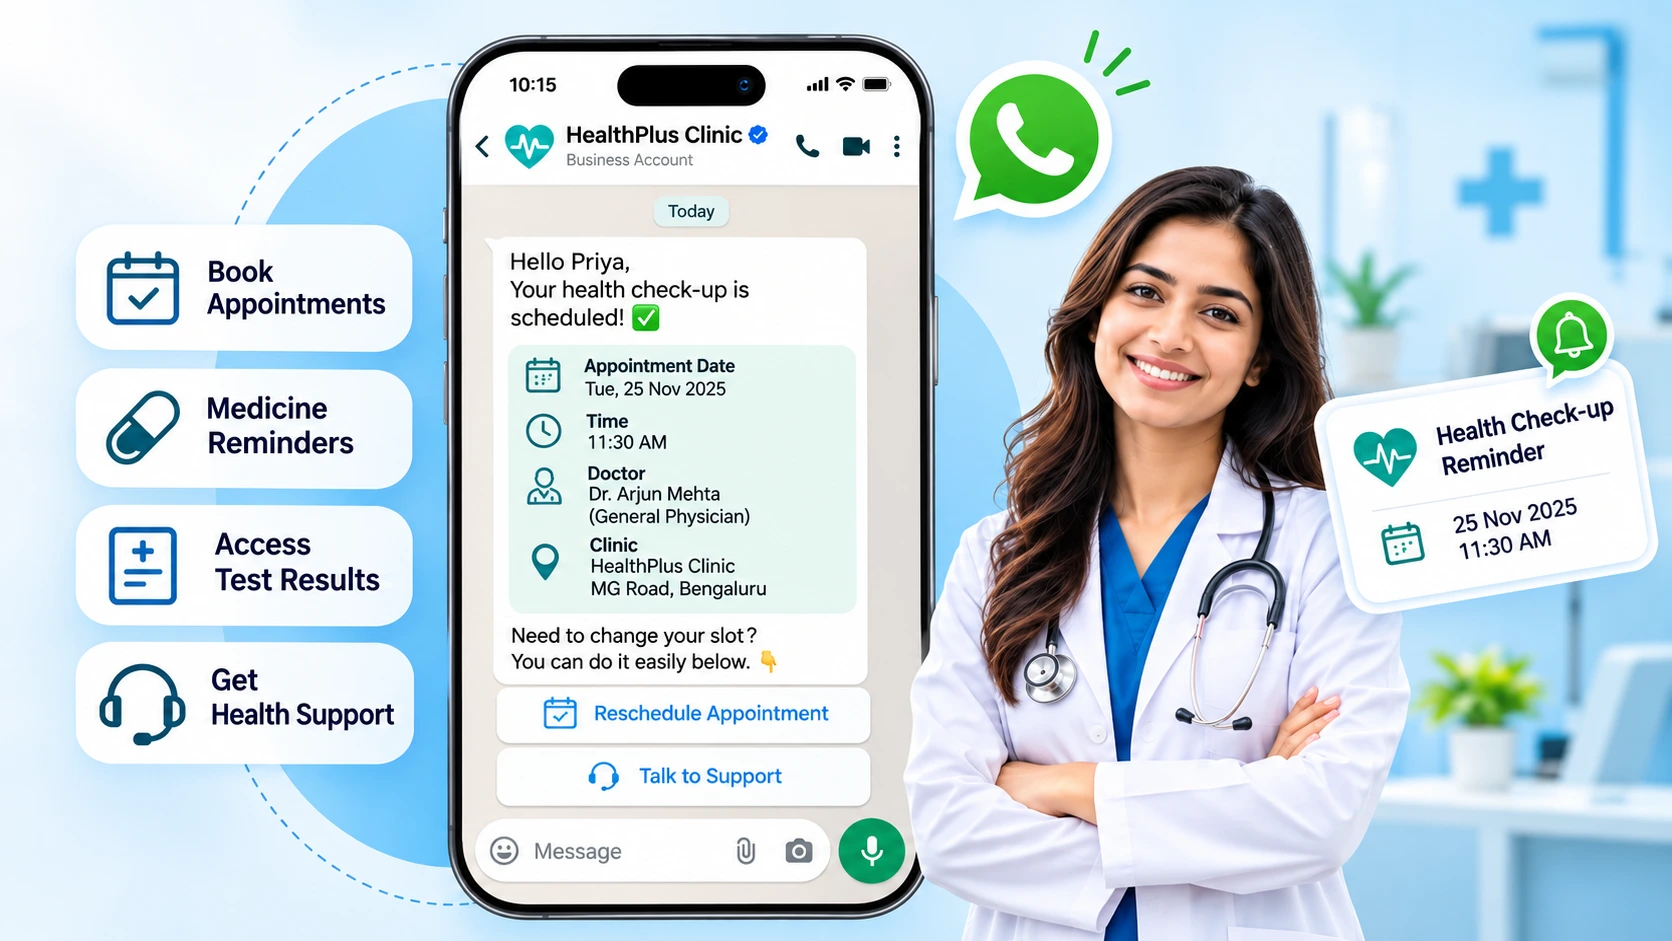 Book
Appointments
Medicine
Reminders
Access
Test Results
Get
Health Support
10:15
HealthPlus Clinic
Business Account
Today
Hello Priya,
Your health check-up is
scheduled! ✅
Appointment Date
Tue, 25 Nov 2025
Time
11:30 AM
Doctor
Dr. Arjun Mehta
(General Physician)
Clinic
HealthPlus Clinic
MG Road, Bengaluru
Need to change your slot?
You can do it easily below. 👇
Reschedule Appointment
Talk to Support
Message
Health Check-up
Reminder
25 Nov 2025
11:30 AM